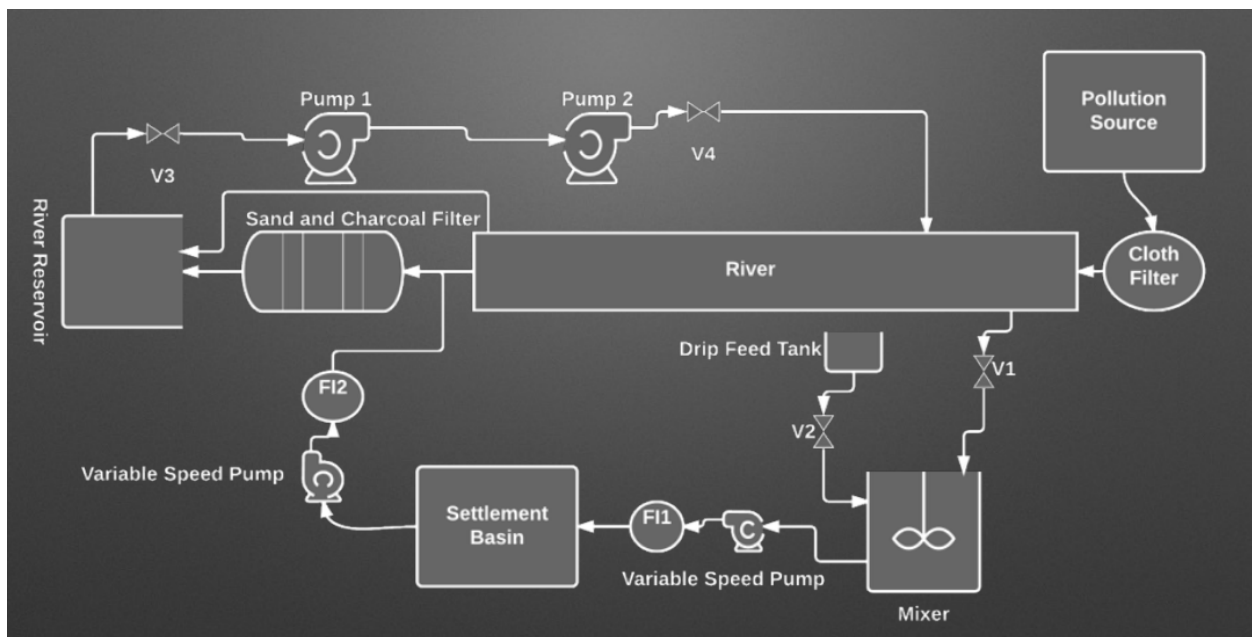 Pump 1
Pump 2
Pollution
Source
V3
V4
River Reservoir
Sand and Charcoal Filter
River
Cloth
Filter
Drip Feed Tank
V1
FI2
V2
Variable Speed Pump
Settlement
Basin
FI1
Variable Speed Pump
Mixer